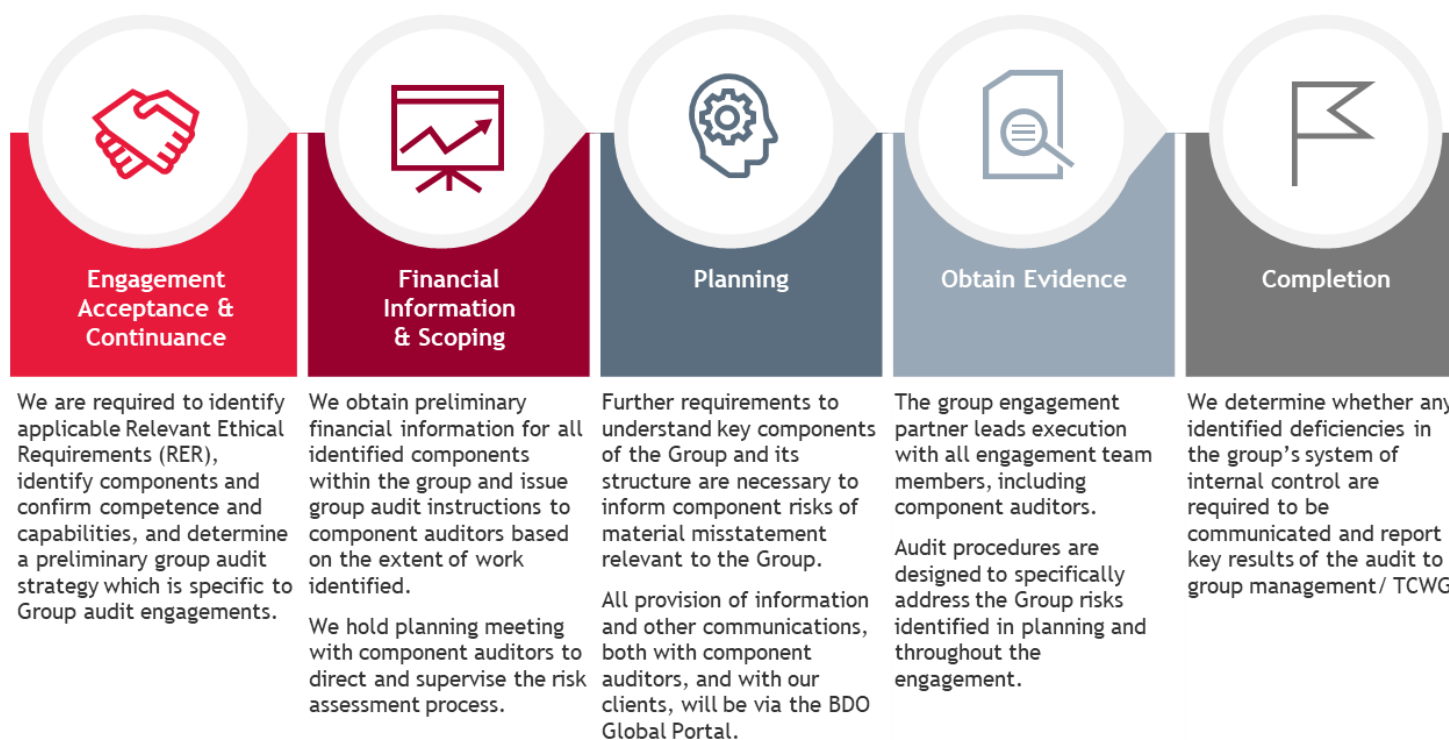 Engagement
Acceptance &
Continuance
We are required to identify
applicable Relevant Ethical
Requirements (RER),
identify components and
confirm competence and
capabilities, and determine
a preliminary group audit
strategy which is specific to
Group audit engagements.
Financial
Information
& Scoping
We obtain preliminary
financial information for all
identified components
within the group and issue
group audit instructions to
component auditors based
on the extent of work
identified.
We hold planning meeting
with component auditors to
direct and supervise the risk
assessment process.
Planning
Further requirements to
understand key components
of the Group and its
structure are necessary to
inform component risks of
material misstatement
relevant to the Group.
All provision of information
and other communications,
both with component
auditors, and with our
clients, will be via the BDO
Global Portal.
Obtain Evidence
The group engagement
partner leads execution
with all engagement team
members, including
component auditors.
Audit procedures are
designed to specifically
address the Group risks
identified in planning and
throughout the
engagement.
Completion
We determine whether any
identified deficiencies in
the group's system of
internal control are
required to be
communicated and report
key results of the audit to
group management/ TCWG